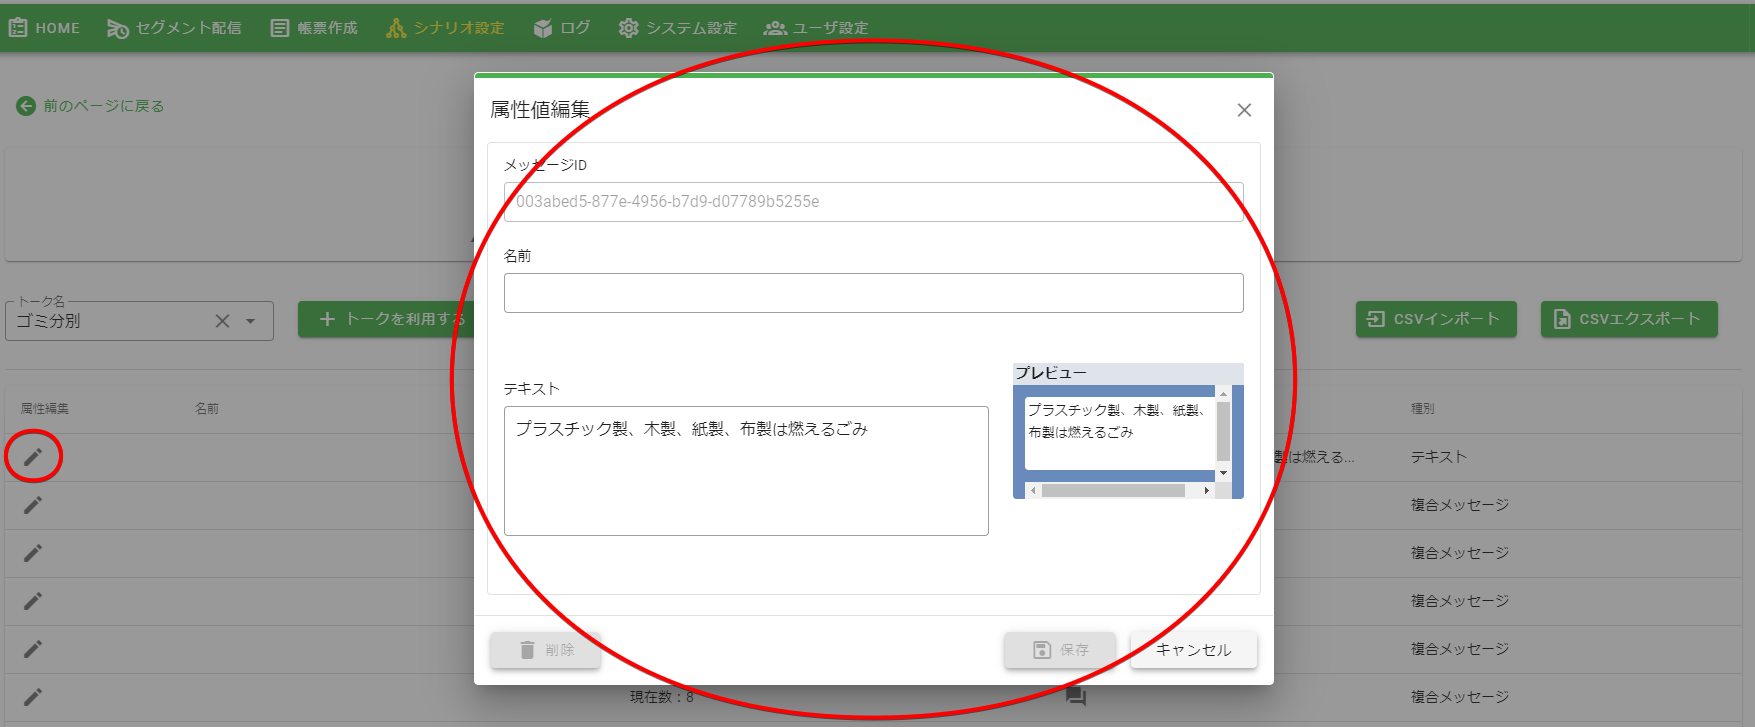 HOME セグメント配信 帳票作成 シナリオ設定 ログ システム設定 ユーザ設定
前のページに戻る
属性値編集
メッセージID
003abed5-877e-4956-b7d9-d07789b5255e
名前
トーク名
ゴミ分別
トークを利用する
CSVインポート
CSVエクスポート
テキスト
プラスチック製、木製、紙製、布製は燃えるごみ
プレビュー
プラスチック製、木製、紙製、
布製は燃えるごみ
属性編集 名前 種別
製は燃える... テキスト
複合メッセージ
複合メッセージ
複合メッセージ
複合メッセージ
削除 保存 キャンセル
現在数：8 複合メッセージ